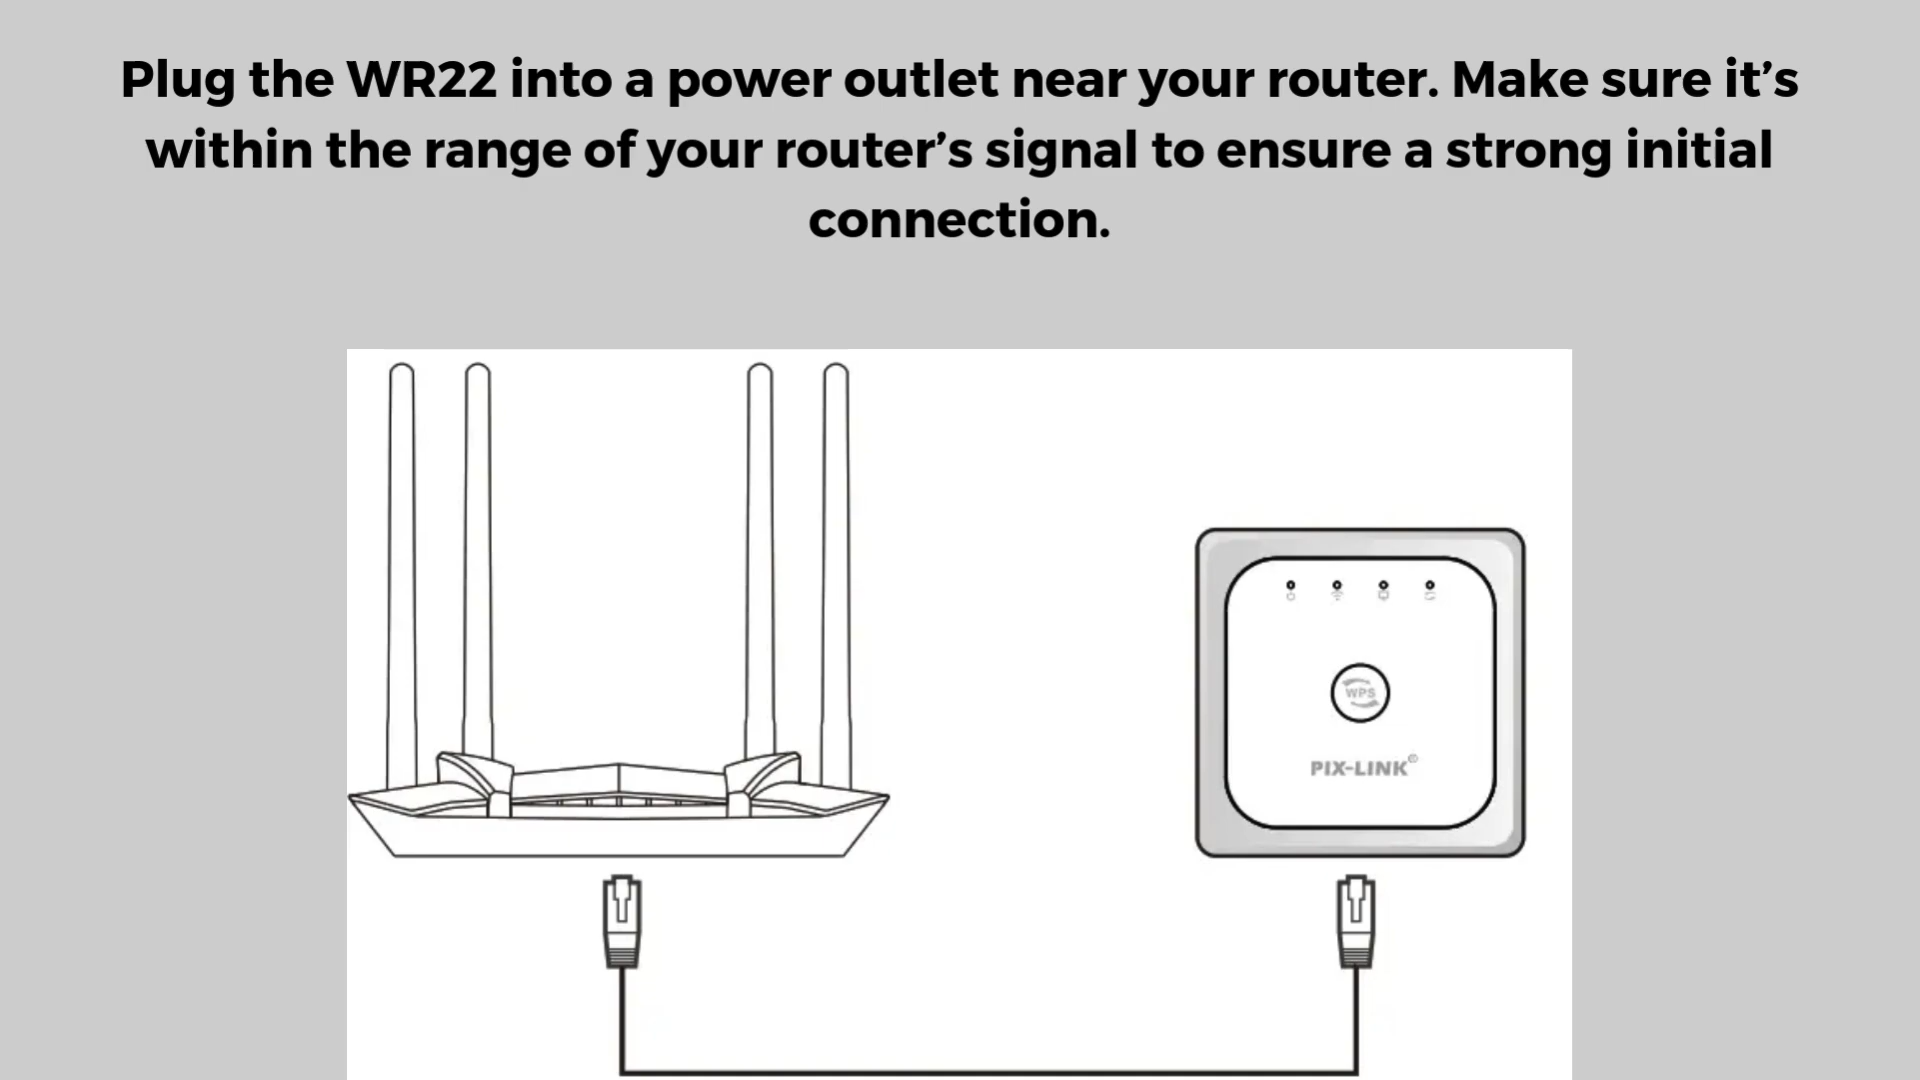 Plug the WR22 into a power outlet near your router. Make sure it’s
within the range of your router’s signal to ensure a strong initial
connection.
WPS
PIX-LINK®